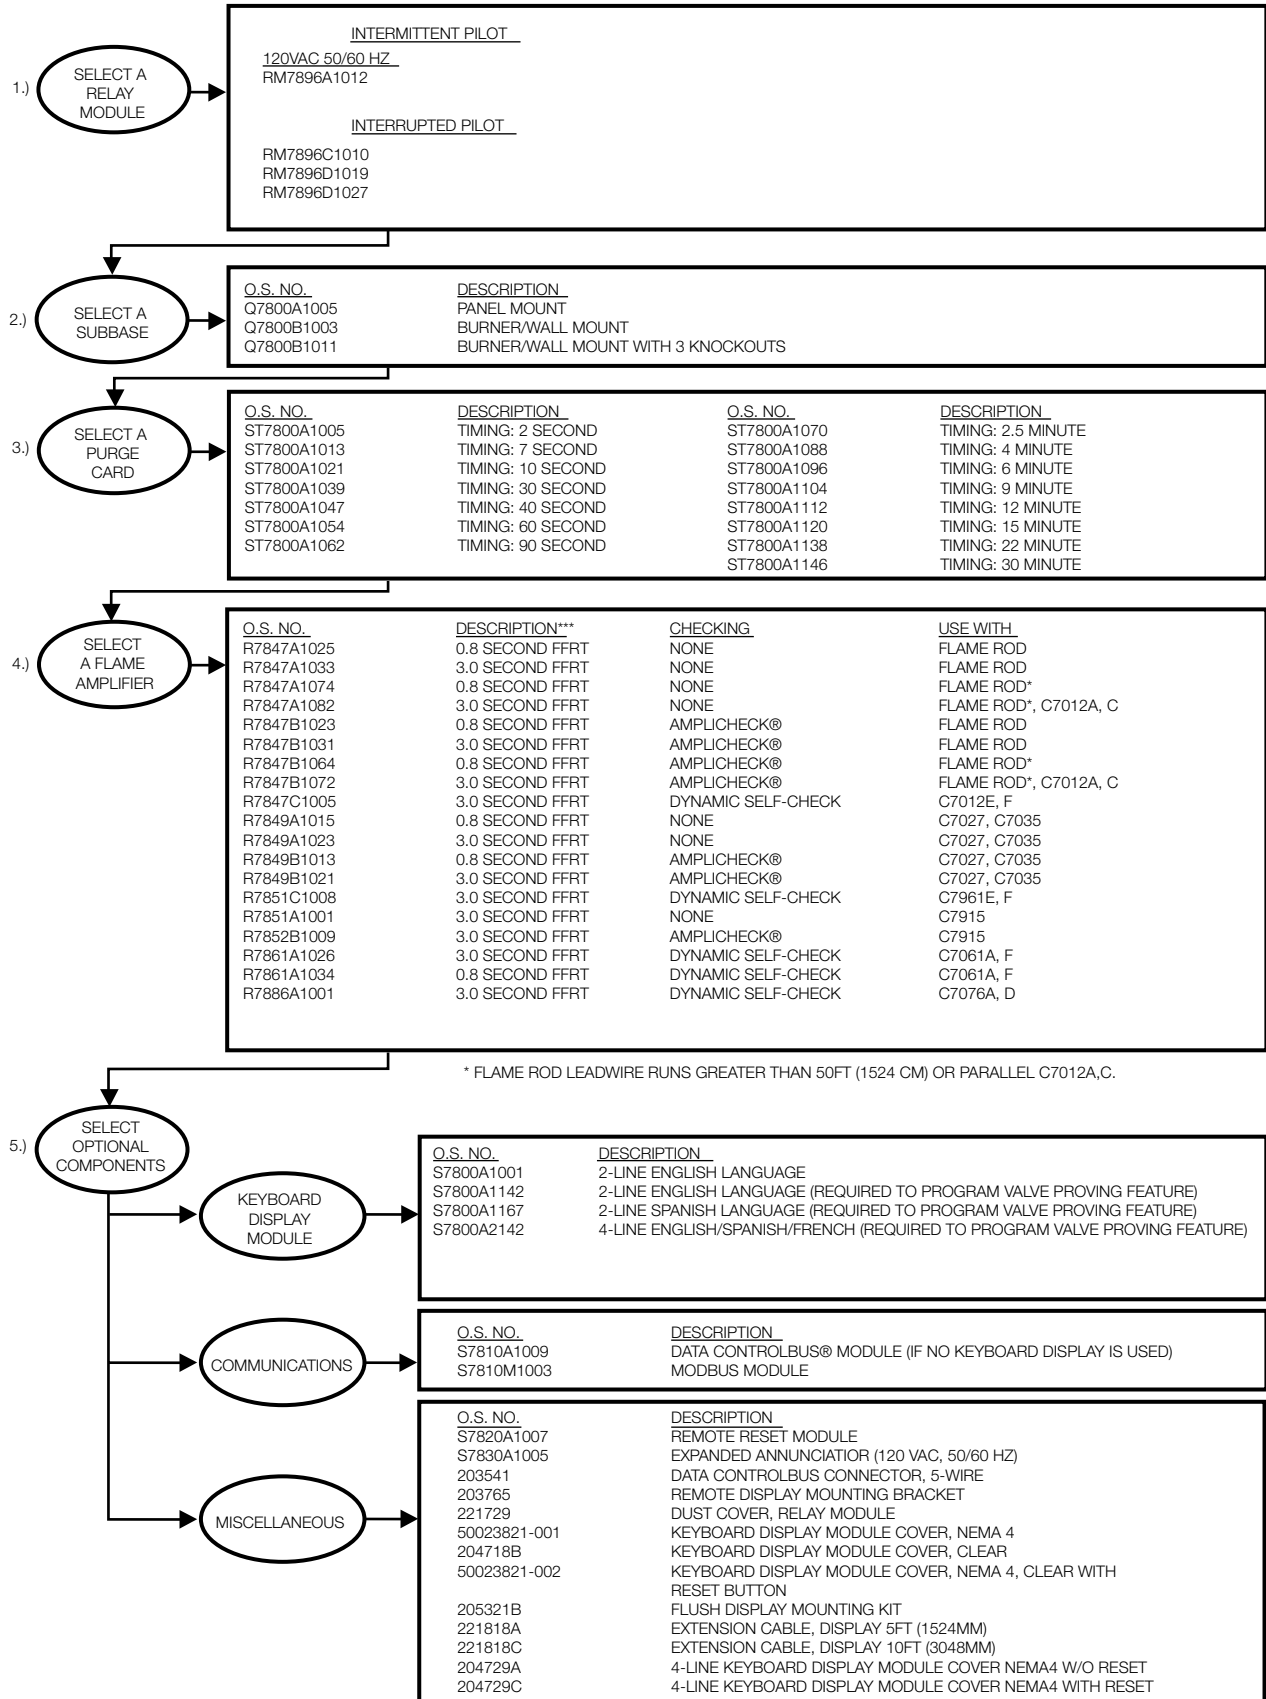 1.)
SELECT A
RELAY
MODULE
INTERMITTENT PILOT
120VAC 50/60 HZ
RM7896A1012
INTERRUPTED PILOT
RM7896C1010
RM7896D1019
RM7896D1027
2.)
SELECT A
SUBBASE
O.S. NO. DESCRIPTION
Q7800A1005 PANEL MOUNT
Q7800B1003 BURNER/WALL MOUNT
Q7800B1011 BURNER/WALL MOUNT WITH 3 KNOCKOUTS
3.)
SELECT A
PURGE
CARD
O.S. NO. DESCRIPTION O.S. NO. DESCRIPTION
ST7800A1005 TIMING: 2 SECOND ST7800A1070 TIMING: 2.5 MINUTE
ST7800A1013 TIMING: 7 SECOND ST7800A1088 TIMING: 4 MINUTE
ST7800A1021 TIMING: 10 SECOND ST7800A1096 TIMING: 6 MINUTE
ST7800A1039 TIMING: 30 SECOND ST7800A1104 TIMING: 9 MINUTE
ST7800A1047 TIMING: 40 SECOND ST7800A1112 TIMING: 12 MINUTE
ST7800A1054 TIMING: 60 SECOND ST7800A1120 TIMING: 15 MINUTE
ST7800A1062 TIMING: 90 SECOND ST7800A1138 TIMING: 22 MINUTE
ST7800A1146 TIMING: 30 MINUTE
4.)
SELECT
A FLAME
AMPLIFIER
O.S. NO. DESCRIPTION*** CHECKING USE WITH
R7847A1025 0.8 SECOND FFRT NONE FLAME ROD
R7847A1033 3.0 SECOND FFRT NONE FLAME ROD
R7847A1074 0.8 SECOND FFRT NONE FLAME ROD*
R7847A1082 3.0 SECOND FFRT NONE FLAME ROD*, C7012A, C
R7847B1023 0.8 SECOND FFRT AMPLICHECK® FLAME ROD
R7847B1031 3.0 SECOND FFRT AMPLICHECK® FLAME ROD
R7847B1064 0.8 SECOND FFRT AMPLICHECK® FLAME ROD*
R7847B1072 3.0 SECOND FFRT AMPLICHECK® FLAME ROD*, C7012A, C
R7847C1005 3.0 SECOND FFRT DYNAMIC SELF-CHECK C7012E, F
R7849A1015 0.8 SECOND FFRT NONE C7027, C7035
R7849A1023 3.0 SECOND FFRT NONE C7027, C7035
R7849B1013 0.8 SECOND FFRT AMPLICHECK® C7027, C7035
R7849B1021 3.0 SECOND FFRT AMPLICHECK® C7027, C7035
R7851C1008 3.0 SECOND FFRT DYNAMIC SELF-CHECK C7961E, F
R7851A1001 3.0 SECOND FFRT NONE C7915
R7852B1009 3.0 SECOND FFRT AMPLICHECK® C7915
R7861A1026 3.0 SECOND FFRT DYNAMIC SELF-CHECK C7061A, F
R7861A1034 0.8 SECOND FFRT DYNAMIC SELF-CHECK C7061A, F
R7886A1001 3.0 SECOND FFRT DYNAMIC SELF-CHECK C7076A, D
* FLAME ROD LEADWIRE RUNS GREATER THAN 50FT (1524 CM) OR PARALLEL C7012A,C.
5.)
SELECT
OPTIONAL
COMPONENTS
KEYBOARD
DISPLAY
MODULE
O.S. NO. DESCRIPTION
S7800A1001 2-LINE ENGLISH LANGUAGE
S7800A1142 2-LINE ENGLISH LANGUAGE (REQUIRED TO PROGRAM VALVE PROVING FEATURE)
S7800A1167 2-LINE SPANISH LANGUAGE (REQUIRED TO PROGRAM VALVE PROVING FEATURE)
S7800A2142 4-LINE ENGLISH/SPANISH/FRENCH (REQUIRED TO PROGRAM VALVE PROVING FEATURE)
COMMUNICATIONS
O.S. NO. DESCRIPTION
S7810A1009 DATA CONTROLBUS® MODULE (IF NO KEYBOARD DISPLAY IS USED)
S7810M1003 MODBUS MODULE
MISCELLANEOUS
O.S. NO. DESCRIPTION
S7820A1007 REMOTE RESET MODULE
S7830A1005 EXPANDED ANNUNCIATIOR (120 VAC, 50/60 HZ)
203541 DATA CONTROLBUS CONNECTOR, 5-WIRE
203765 REMOTE DISPLAY MOUNTING BRACKET
221729 DUST COVER, RELAY MODULE
50023821-001 KEYBOARD DISPLAY MODULE COVER, NEMA 4
204718B KEYBOARD DISPLAY MODULE COVER, CLEAR
50023821-002 KEYBOARD DISPLAY MODULE COVER, NEMA 4, CLEAR WITH
RESET BUTTON
205321B FLUSH DISPLAY MOUNTING KIT
221818A EXTENSION CABLE, DISPLAY 5FT (1524MM)
221818C EXTENSION CABLE, DISPLAY 10FT (3048MM)
204729A 4-LINE KEYBOARD DISPLAY MODULE COVER NEMA4 W/O RESET
204729C 4-LINE KEYBOARD DISPLAY MODULE COVER NEMA4 WITH RESET